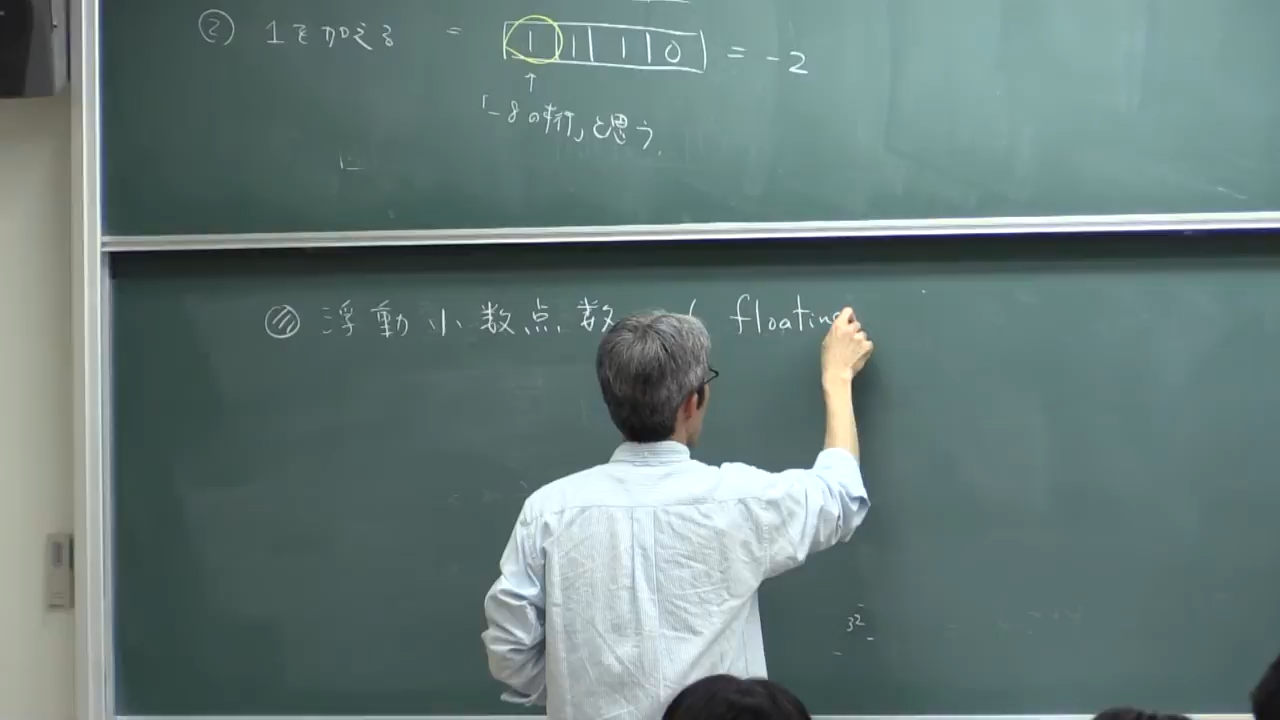 ② 1を加える = 1 1 1 0 = -2
↑
「-8の桁」と思う.
浮動小数点数 ( floating
32